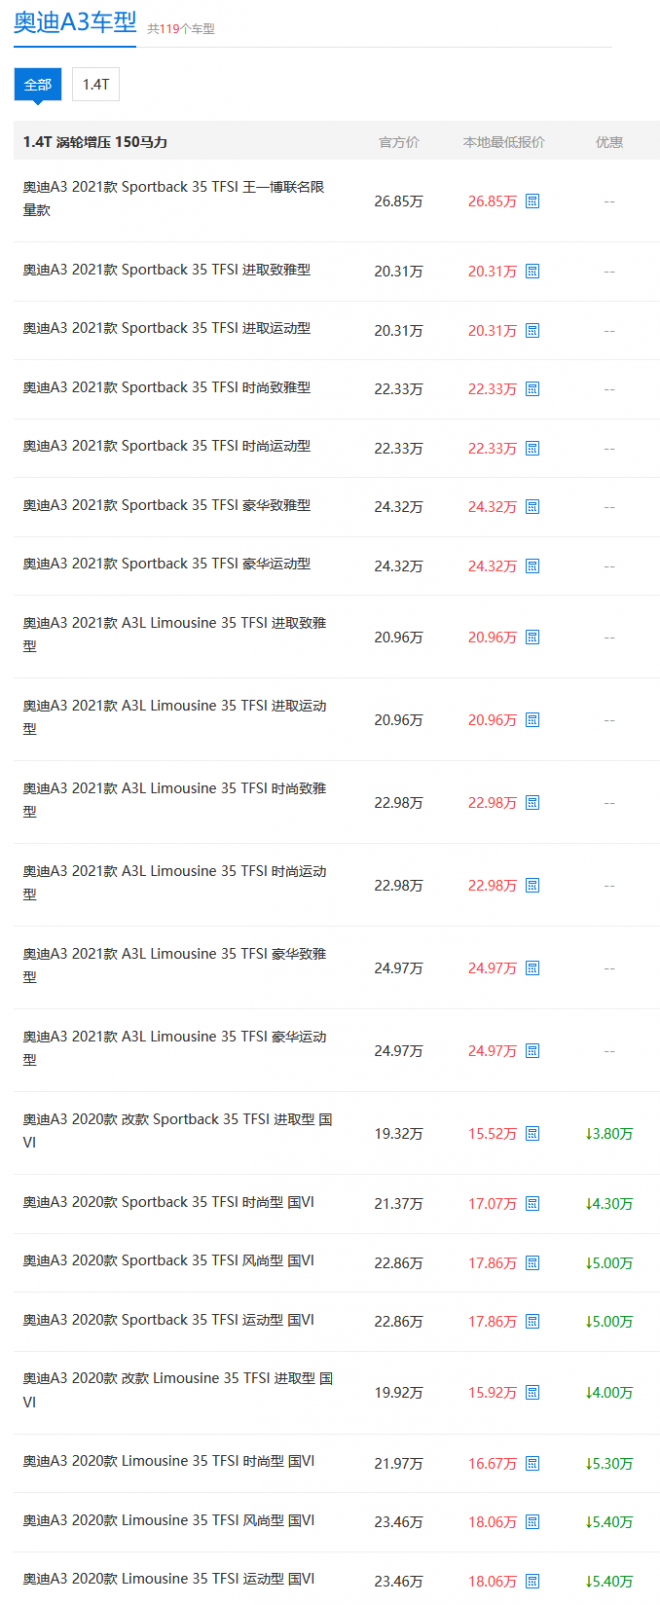 奥迪A3车型 共119个车型
全部 1.4T
1.4T 涡轮增压 150马力 官方价 本地最低报价 优惠
奥迪A3 2021款 Sportback 35 TFSI 王一博联名限
量款
26.85万 26.85万 --
奥迪A3 2021款 Sportback 35 TFSI 进取致雅型 20.31万 20.31万 --
奥迪A3 2021款 Sportback 35 TFSI 进取运动型 20.31万 20.31万 --
奥迪A3 2021款 Sportback 35 TFSI 时尚致雅型 22.33万 22.33万 --
奥迪A3 2021款 Sportback 35 TFSI 时尚运动型 22.33万 22.33万 --
奥迪A3 2021款 Sportback 35 TFSI 豪华致雅型 24.32万 24.32万 --
奥迪A3 2021款 Sportback 35 TFSI 豪华运动型 24.32万 24.32万 --
奥迪A3 2021款 A3L Limousine 35 TFSI 进取致雅
型
20.96万 20.96万 --
奥迪A3 2021款 A3L Limousine 35 TFSI 进取运动
型
20.96万 20.96万 --
奥迪A3 2021款 A3L Limousine 35 TFSI 时尚致雅
型
22.98万 22.98万 --
奥迪A3 2021款 A3L Limousine 35 TFSI 时尚运动
型
22.98万 22.98万 --
奥迪A3 2021款 A3L Limousine 35 TFSI 豪华致雅
型
24.97万 24.97万 --
奥迪A3 2021款 A3L Limousine 35 TFSI 豪华运动
型
24.97万 24.97万 --
奥迪A3 2020款 改款 Sportback 35 TFSI 进取型 国
VI
19.32万 15.52万 ↓3.80万
奥迪A3 2020款 Sportback 35 TFSI 时尚型 国VI 21.37万 17.07万 ↓4.30万
奥迪A3 2020款 Sportback 35 TFSI 风尚型 国VI 22.86万 17.86万 ↓5.00万
奥迪A3 2020款 Sportback 35 TFSI 运动型 国VI 22.86万 17.86万 ↓5.00万
奥迪A3 2020款 改款 Limousine 35 TFSI 进取型 国
VI
19.92万 15.92万 ↓4.00万
奥迪A3 2020款 Limousine 35 TFSI 时尚型 国VI 21.97万 16.67万 ↓5.30万
奥迪A3 2020款 Limousine 35 TFSI 风尚型 国VI 23.46万 18.06万 ↓5.40万
奥迪A3 2020款 Limousine 35 TFSI 运动型 国VI 23.46万 18.06万 ↓5.40万